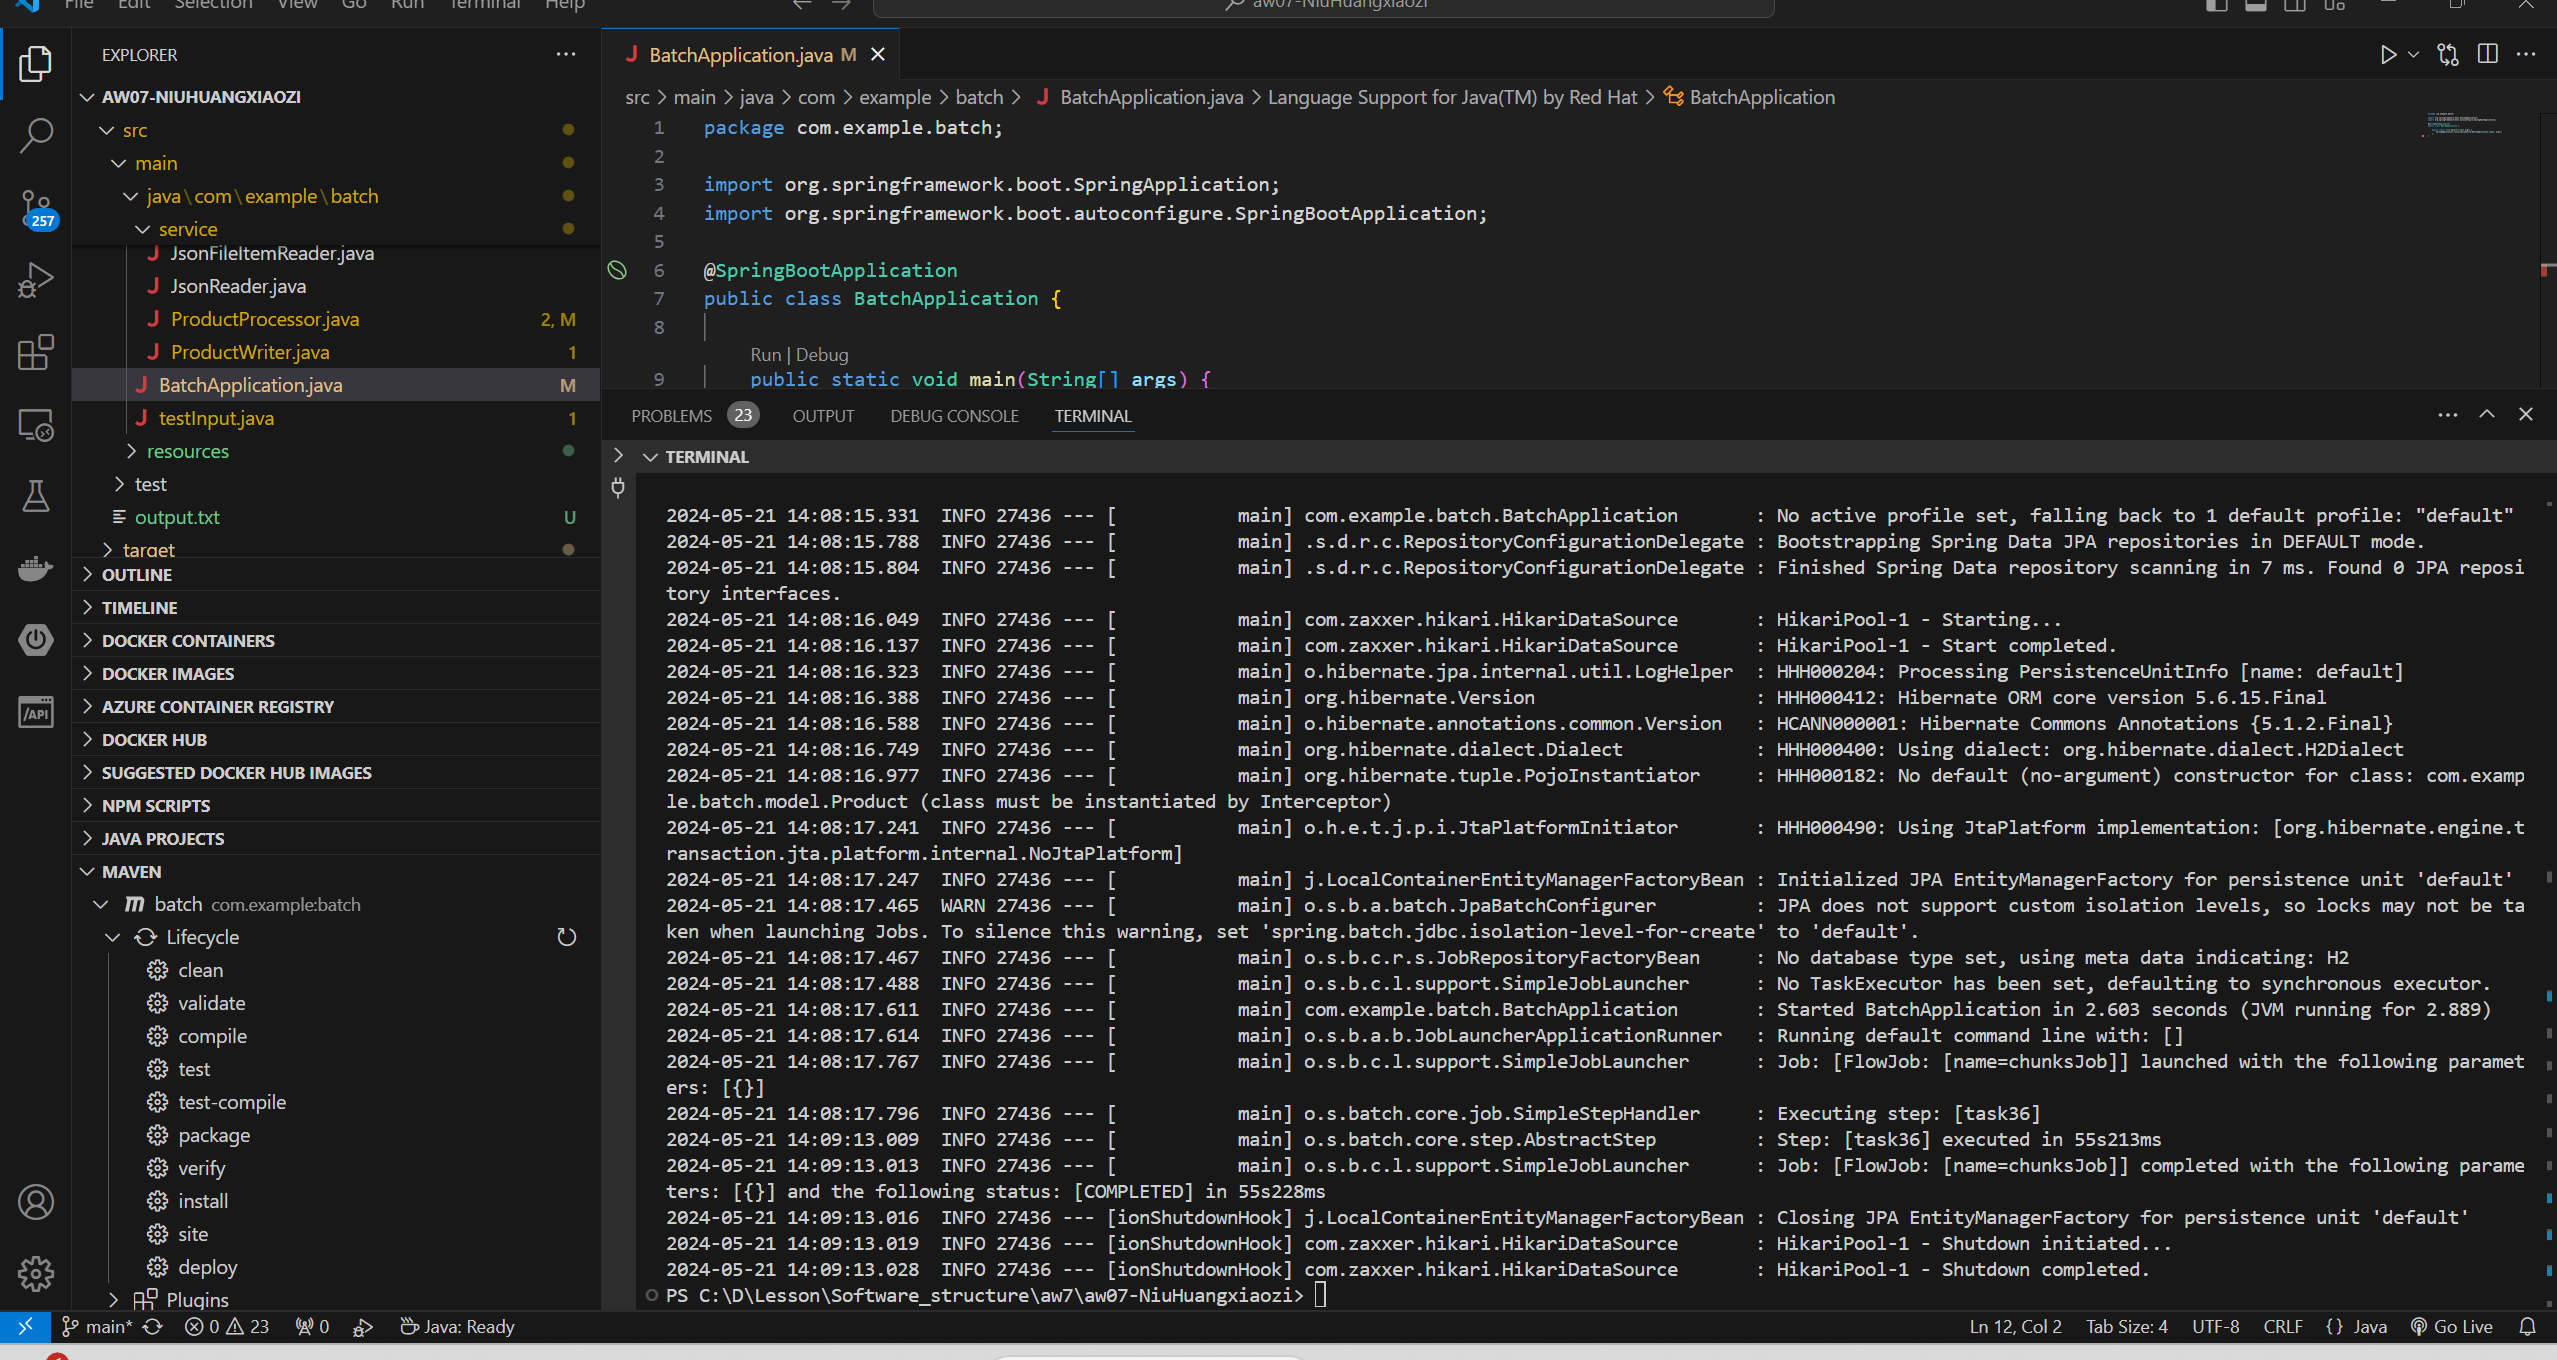 File Edit Selection View Go Run Terminal Help
aw07-NiuHuangxiaozi
EXPLORER
AW07-NIUHUANGXIAOZI
src
main
java\com\example\batch
service
JsonFileItemReader.java
JsonReader.java
ProductProcessor.java 2, M
ProductWriter.java 1
BatchApplication.java M
testInput.java 1
resources
test
output.txt U
target
OUTLINE
TIMELINE
DOCKER CONTAINERS
DOCKER IMAGES
AZURE CONTAINER REGISTRY
DOCKER HUB
SUGGESTED DOCKER HUB IMAGES
NPM SCRIPTS
JAVA PROJECTS
MAVEN
batch com.example:batch
Lifecycle
clean
validate
compile
test
test-compile
package
verify
install
site
deploy
Plugins
257
/API
BatchApplication.java M
src > main > java > com > example > batch > BatchApplication.java > Language Support for Java(TM) by Red Hat > BatchApplication
1 package com.example.batch;
2
3 import org.springframework.boot.SpringApplication;
4 import org.springframework.boot.autoconfigure.SpringBootApplication;
5
6 @SpringBootApplication
7 public class BatchApplication {
8
Run | Debug
9 public static void main(String[] args) {
PROBLEMS 23 OUTPUT DEBUG CONSOLE TERMINAL
TERMINAL
2024-05-21 14:08:15.331  INFO 27436 --- [           main] com.example.batch.BatchApplication       : No active profile set, falling back to 1 default profile: "default"
2024-05-21 14:08:15.788  INFO 27436 --- [           main] .s.d.r.c.RepositoryConfigurationDelegate : Bootstrapping Spring Data JPA repositories in DEFAULT mode.
2024-05-21 14:08:15.804  INFO 27436 --- [           main] .s.d.r.c.RepositoryConfigurationDelegate : Finished Spring Data repository scanning in 7 ms. Found 0 JPA reposi
tory interfaces.
2024-05-21 14:08:16.049  INFO 27436 --- [           main] com.zaxxer.hikari.HikariDataSource       : HikariPool-1 - Starting...
2024-05-21 14:08:16.137  INFO 27436 --- [           main] com.zaxxer.hikari.HikariDataSource       : HikariPool-1 - Start completed.
2024-05-21 14:08:16.323  INFO 27436 --- [           main] o.hibernate.jpa.internal.util.LogHelper  : HHH000204: Processing PersistenceUnitInfo [name: default]
2024-05-21 14:08:16.388  INFO 27436 --- [           main] org.hibernate.Version                    : HHH000412: Hibernate ORM core version 5.6.15.Final
2024-05-21 14:08:16.588  INFO 27436 --- [           main] o.hibernate.annotations.common.Version   : HCANN000001: Hibernate Commons Annotations {5.1.2.Final}
2024-05-21 14:08:16.749  INFO 27436 --- [           main] org.hibernate.dialect.Dialect            : HHH000400: Using dialect: org.hibernate.dialect.H2Dialect
2024-05-21 14:08:16.977  INFO 27436 --- [           main] org.hibernate.tuple.PojoInstantiator     : HHH000182: No default (no-argument) constructor for class: com.examp
le.batch.model.Product (class must be instantiated by Interceptor)
2024-05-21 14:08:17.241  INFO 27436 --- [           main] o.h.e.t.j.p.i.JtaPlatformInitiator       : HHH000490: Using JtaPlatform implementation: [org.hibernate.engine.t
ransaction.jta.platform.internal.NoJtaPlatform]
2024-05-21 14:08:17.247  INFO 27436 --- [           main] j.LocalContainerEntityManagerFactoryBean : Initialized JPA EntityManagerFactory for persistence unit 'default'
2024-05-21 14:08:17.465  WARN 27436 --- [           main] o.s.b.a.batch.JpaBatchConfigurer         : JPA does not support custom isolation levels, so locks may not be ta
ken when launching Jobs. To silence this warning, set 'spring.batch.jdbc.isolation-level-for-create' to 'default'.
2024-05-21 14:08:17.467  INFO 27436 --- [           main] o.s.b.c.r.s.JobRepositoryFactoryBean     : No database type set, using meta data indicating: H2
2024-05-21 14:08:17.488  INFO 27436 --- [           main] o.s.b.c.l.support.SimpleJobLauncher      : No TaskExecutor has been set, defaulting to synchronous executor.
2024-05-21 14:08:17.611  INFO 27436 --- [           main] com.example.batch.BatchApplication       : Started BatchApplication in 2.603 seconds (JVM running for 2.889)
2024-05-21 14:08:17.614  INFO 27436 --- [           main] o.s.b.a.b.JobLauncherApplicationRunner   : Running default command line with: []
2024-05-21 14:08:17.767  INFO 27436 --- [           main] o.s.b.c.l.support.SimpleJobLauncher      : Job: [FlowJob: [name=chunksJob]] launched with the following paramet
ers: [{}]
2024-05-21 14:08:17.796  INFO 27436 --- [           main] o.s.batch.core.job.SimpleStepHandler     : Executing step: [task36]
2024-05-21 14:09:13.009  INFO 27436 --- [           main] o.s.batch.core.step.AbstractStep         : Step: [task36] executed in 55s213ms
2024-05-21 14:09:13.013  INFO 27436 --- [           main] o.s.b.c.l.support.SimpleJobLauncher      : Job: [FlowJob: [name=chunksJob]] completed with the following parame
ters: [{}] and the following status: [COMPLETED] in 55s228ms
2024-05-21 14:09:13.016  INFO 27436 --- [ionShutdownHook] j.LocalContainerEntityManagerFactoryBean : Closing JPA EntityManagerFactory for persistence unit 'default'
2024-05-21 14:09:13.019  INFO 27436 --- [ionShutdownHook] com.zaxxer.hikari.HikariDataSource       : HikariPool-1 - Shutdown initiated...
2024-05-21 14:09:13.028  INFO 27436 --- [ionShutdownHook] com.zaxxer.hikari.HikariDataSource       : HikariPool-1 - Shutdown completed.
PS C:\D\Lesson\Software_structure\aw7\aw07-NiuHuangxiaozi>
main* 0 23 0 Java: Ready Ln 12, Col 2 Tab Size: 4 UTF-8 CRLF {} Java Go Live